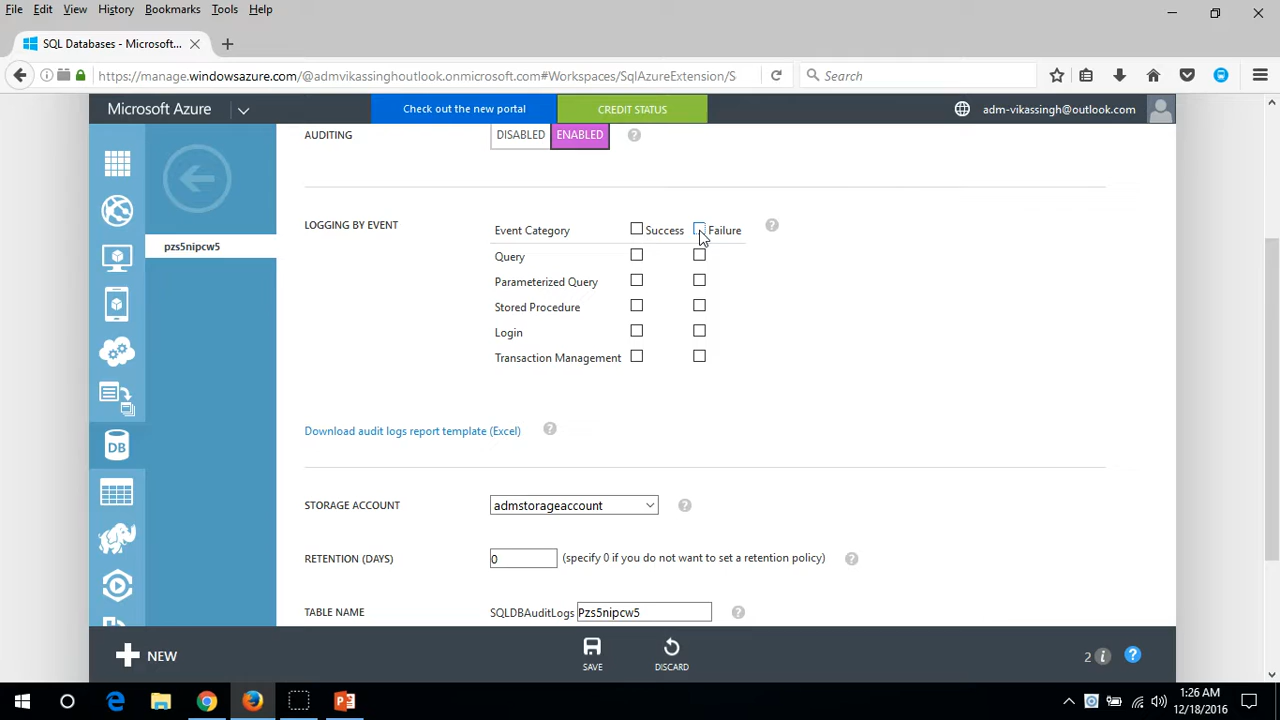 File Edit View History Bookmarks Tools Help
SQL Databases - Microsoft...
https://manage.windowsazure.com/@admvikassinghoutlook.onmicrosoft.com#Workspaces/SqlAzureExtension/S
Search
Microsoft Azure
Check out the new portal
CREDIT STATUS
adm-vikassingh@outlook.com
AUDITING DISABLED ENABLED ?
pzs5nipcw5
LOGGING BY EVENT Event Category Success Failure ?
Query
Parameterized Query
Stored Procedure
Login
Transaction Management
DB
Download audit logs report template (Excel) ?
STORAGE ACCOUNT admstorageaccount ?
RETENTION (DAYS) 0 (specify 0 if you do not want to set a retention policy) ?
TABLE NAME SQLDBAuditLogs Pzs5nipcw5 ?
NEW
SAVE
DISCARD
2 i ?
1:26 AM
12/18/2016